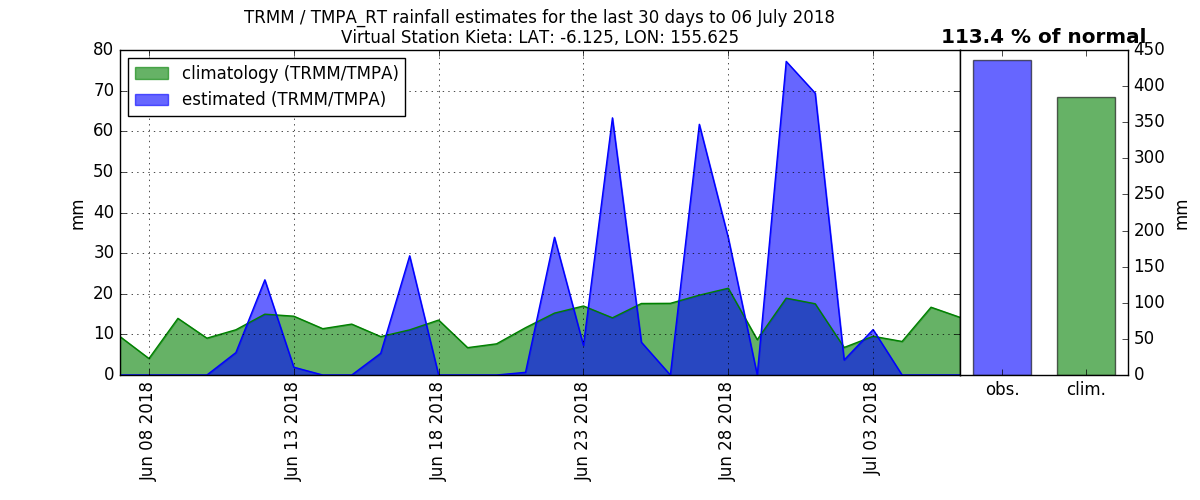 TRMM / TMPA_RT rainfall estimates for the last 30 days to 06 July 2018
Virtual Station Kieta: LAT: -6.125, LON: 155.625
113.4 % of normal
climatology (TRMM/TMPA)
estimated (TRMM/TMPA)
80
70
60
50
40
30
20
10
0
mm
Jun 08 2018
Jun 13 2018
Jun 18 2018
Jun 23 2018
Jun 28 2018
Jul 03 2018
450
400
350
300
250
200
150
100
50
0
mm
obs.
clim.